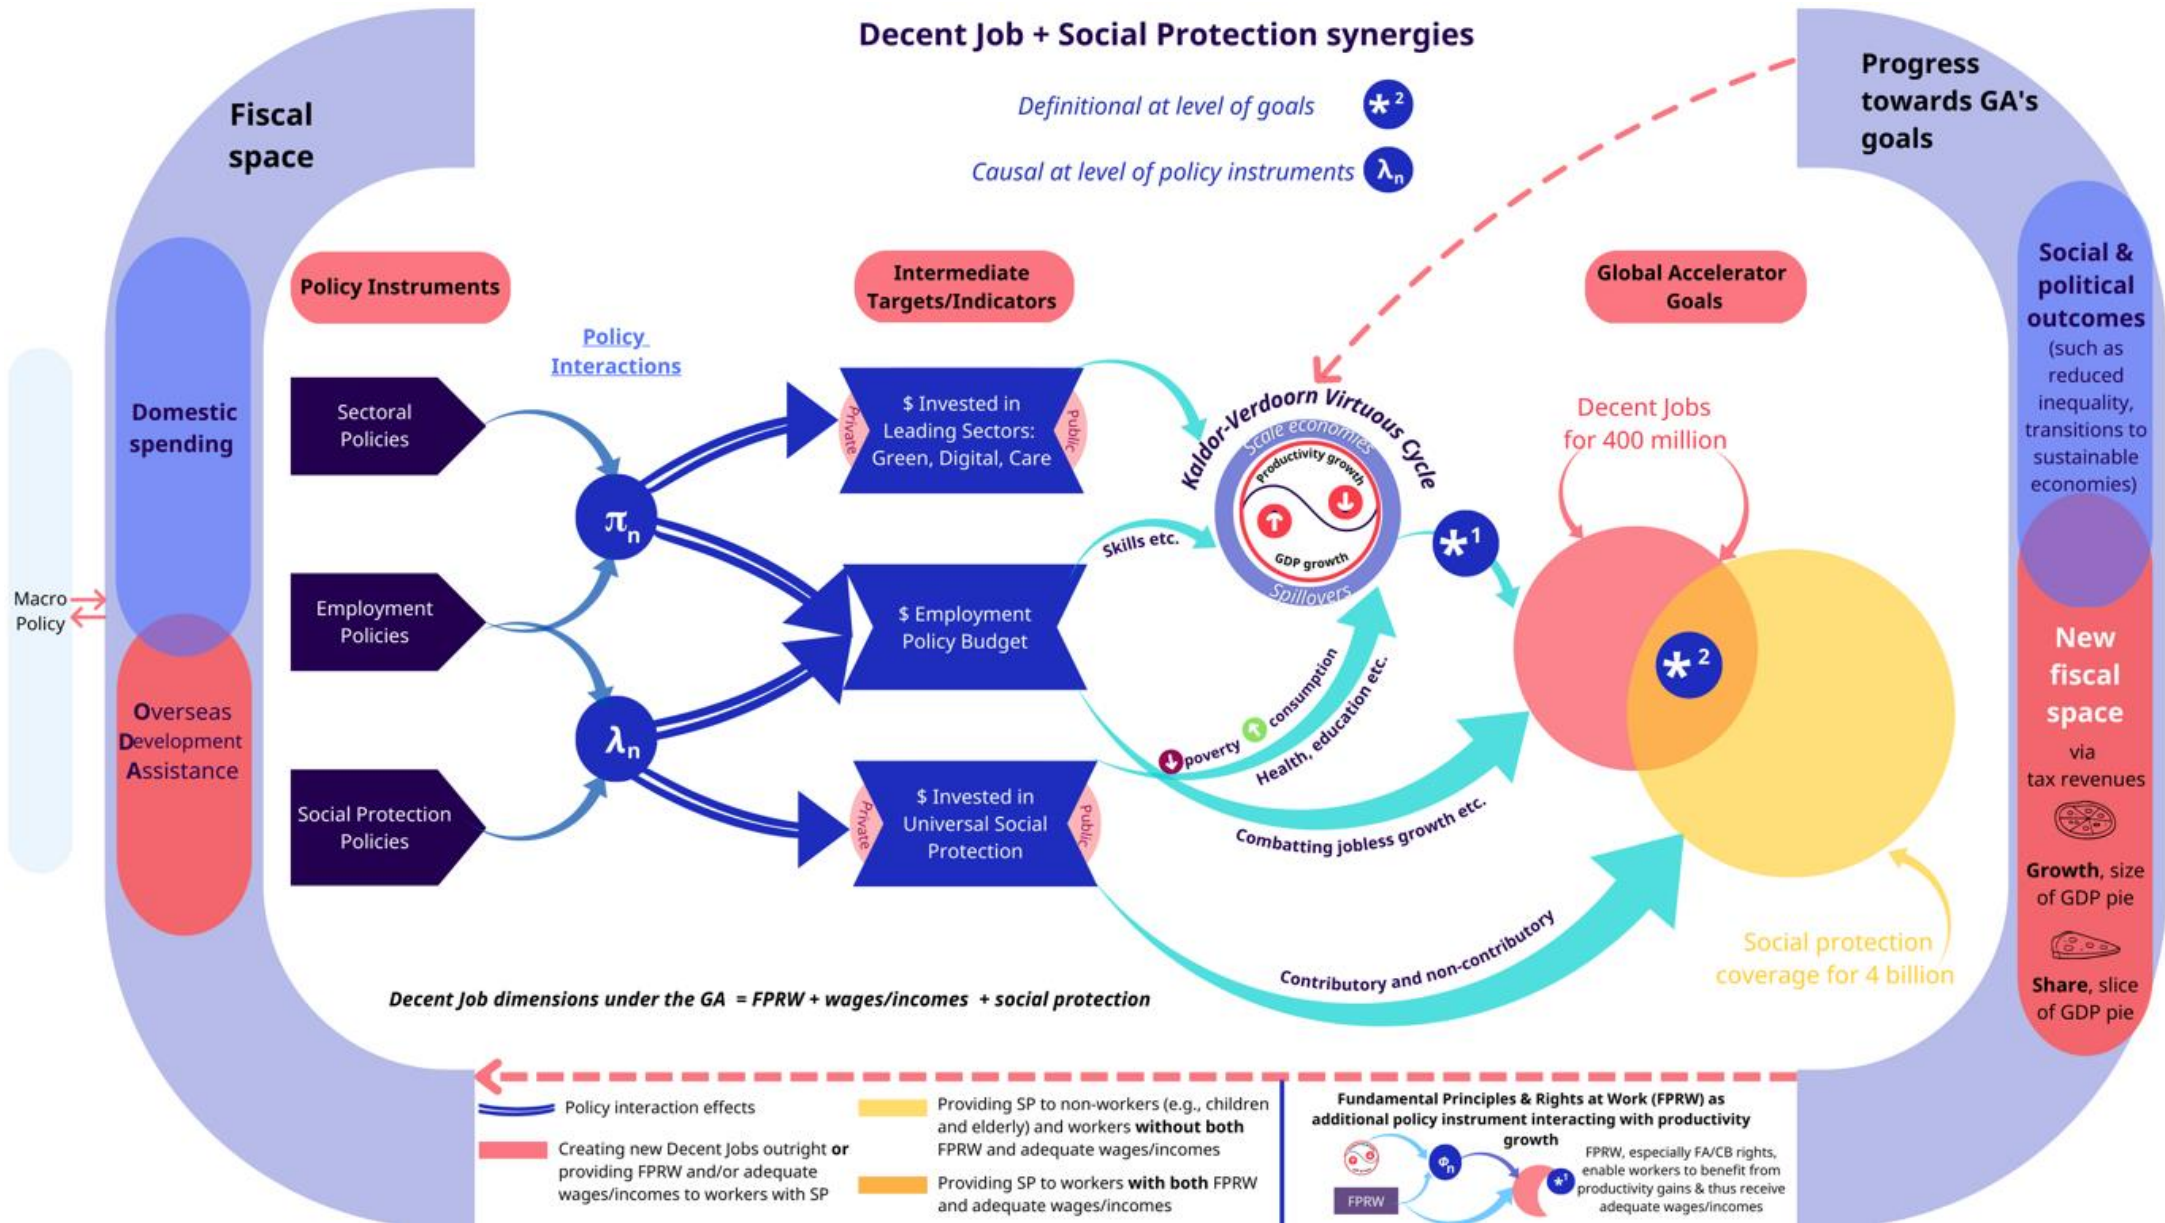 Decent Job + Social Protection synergies
Definitional at level of goals
* 2
Causal at level of policy instruments
λn
Fiscal
space
Domestic
spending
Overseas
Development
Assistance
Macro
Policy
Policy Instruments
Sectoral
Policies
Employment
Policies
Social Protection
Policies
Policy
Interactions
πn
λn
Intermediate
Targets/Indicators
Private
$ Invested in
Leading Sectors:
Green, Digital, Care
Public
$ Employment
Policy Budget
Private
$ Invested in
Universal Social
Protection
Public
Skills etc.
Kaldor-Verdoorn Virtuous Cycle
Scale economies
Productivity growth
GDP growth
Spillovers
poverty
consumption
Health, education etc.
Combatting jobless growth etc.
Contributory and non-contributory
* 1
Global Accelerator
Goals
Decent Jobs
for 400 million
* 2
Social protection
coverage for 4 billion
Progress
towards GA's
goals
Social &
political
outcomes
(such as
reduced
inequality,
transitions to
sustainable
economies)
New
fiscal
space
via
tax revenues
Growth, size
of GDP pie
Share, slice
of GDP pie
Decent Job dimensions under the GA = FPRW + wages/incomes + social protection
Policy interaction effects
Creating new Decent Jobs outright or
providing FPRW and/or adequate
wages/incomes to workers with SP
Providing SP to non-workers (e.g., children
and elderly) and workers without both
FPRW and adequate wages/incomes
Providing SP to workers with both FPRW
and adequate wages/incomes
Fundamental Principles & Rights at Work (FPRW) as
additional policy instrument interacting with productivity
growth
Φn
FPRW
*1
FPRW, especially FA/CB rights,
enable workers to benefit from
productivity gains & thus receive
adequate wages/incomes